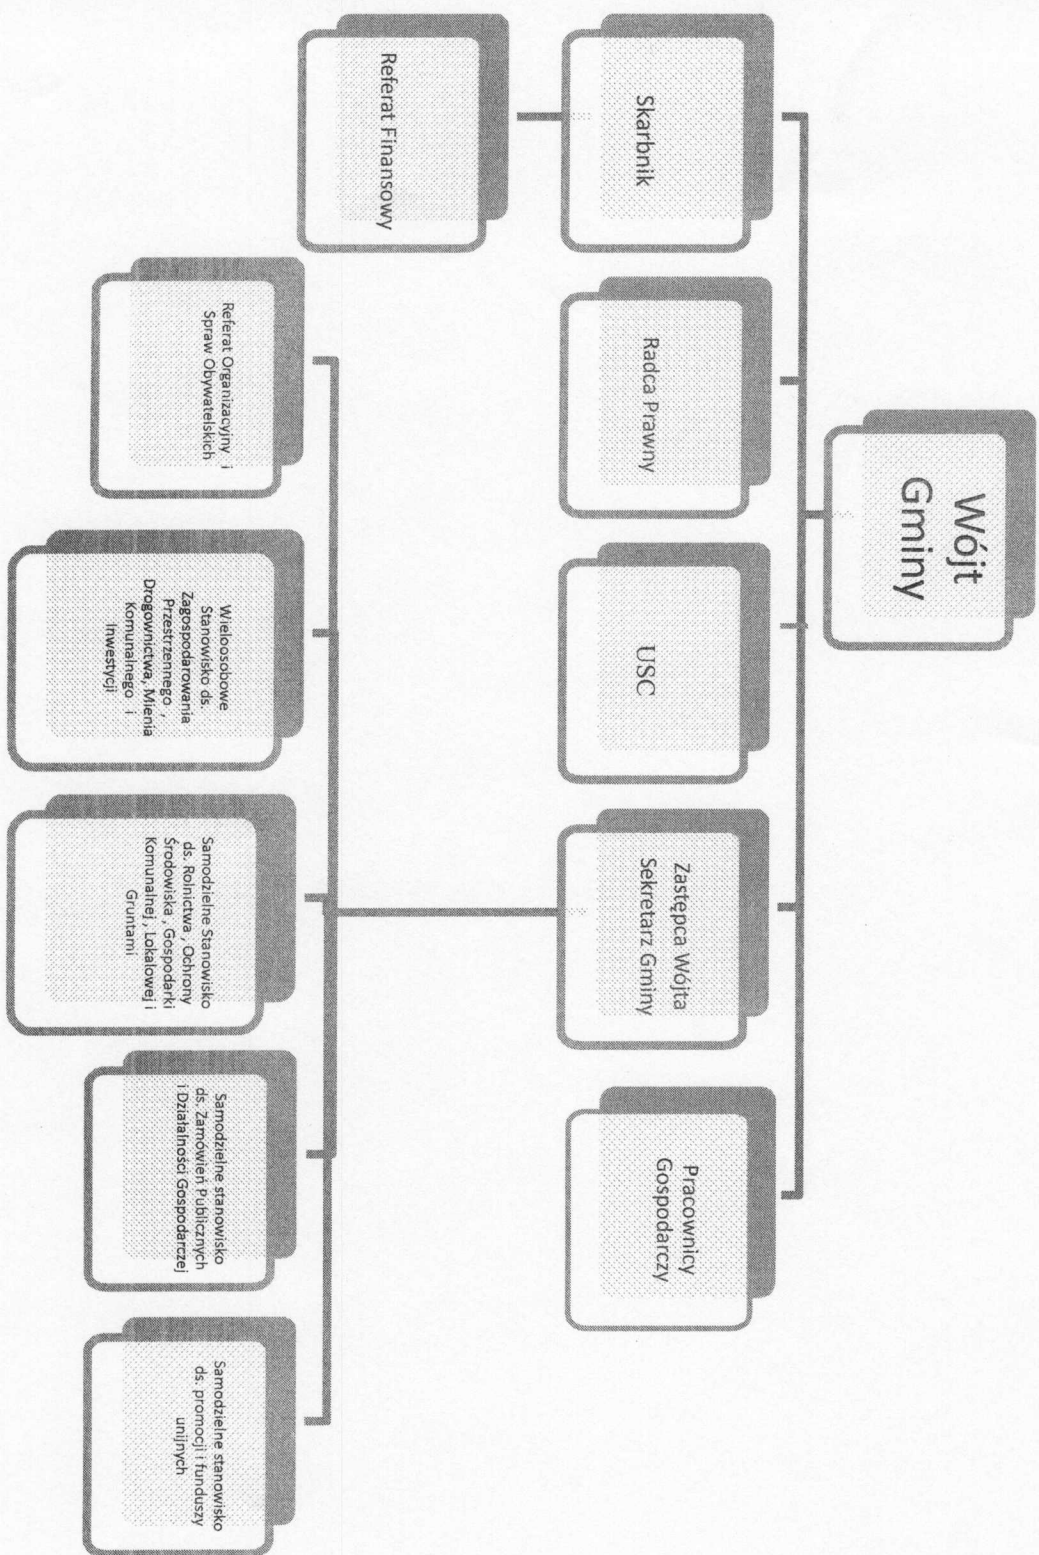 Wójt
Gminy
Skarbnik
Radca Prawny
USC
Zastępca Wójta
Sekretarz Gminy
Pracownicy
Gospodarczy
Referat Finansowy
Referat Organizacyjny i
Spraw Obywatelskich
Wieloosobowe
Stanowisko ds.
Zagospodarowania
Przestrzennego ,
Drogownictwa, Mienia
Komunalnego i
Inwestycji
Samodzielne Stanowisko
ds. Rolnictwa , Ochrony
Środowiska , Gospodarki
Komunalnej , Lokalowej i
Gruntami
Samodzielne stanowisko
ds. Zamówień Publicznych
i Działalności Gospodarczej
Samodzielne stanowisko
ds. promocji i funduszy
unijnych